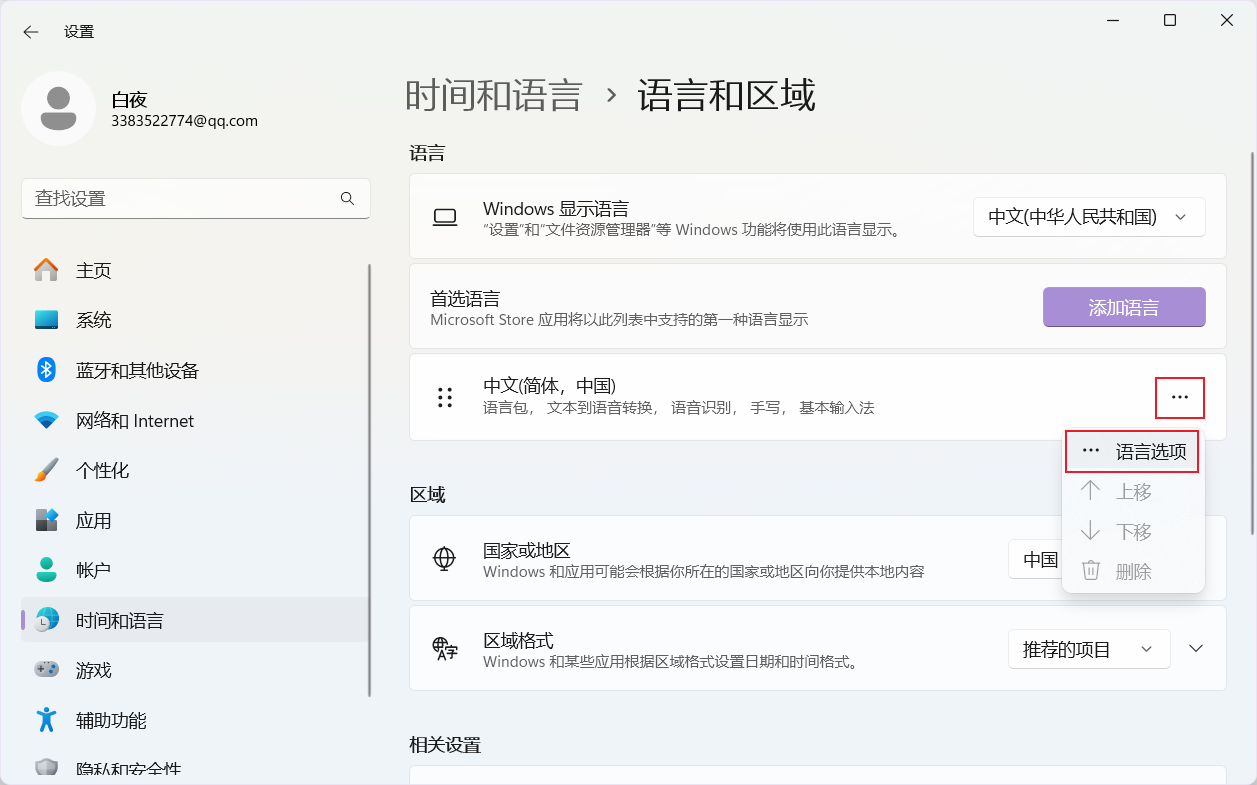 设置
白夜
3383522774@qq.com
查找设置
主页
系统
蓝牙和其他设备
网络和 Internet
个性化
应用
帐户
时间和语言
游戏
辅助功能
隐私和安全性
时间和语言 › 语言和区域
语言
Windows 显示语言
“设置”和“文件资源管理器”等 Windows 功能将使用此语言显示。
中文(中华人民共和国)
首选语言
Microsoft Store 应用将以此列表中支持的第一种语言显示
添加语言
中文(简体，中国)
语言包， 文本到语音转换， 语音识别， 手写， 基本输入法
语言选项
上移
下移
删除
区域
国家或地区
Windows 和应用可能会根据你所在的国家或地区向你提供本地内容
中国
区域格式
Windows 和某些应用根据区域格式设置日期和时间格式。
推荐的项目
相关设置